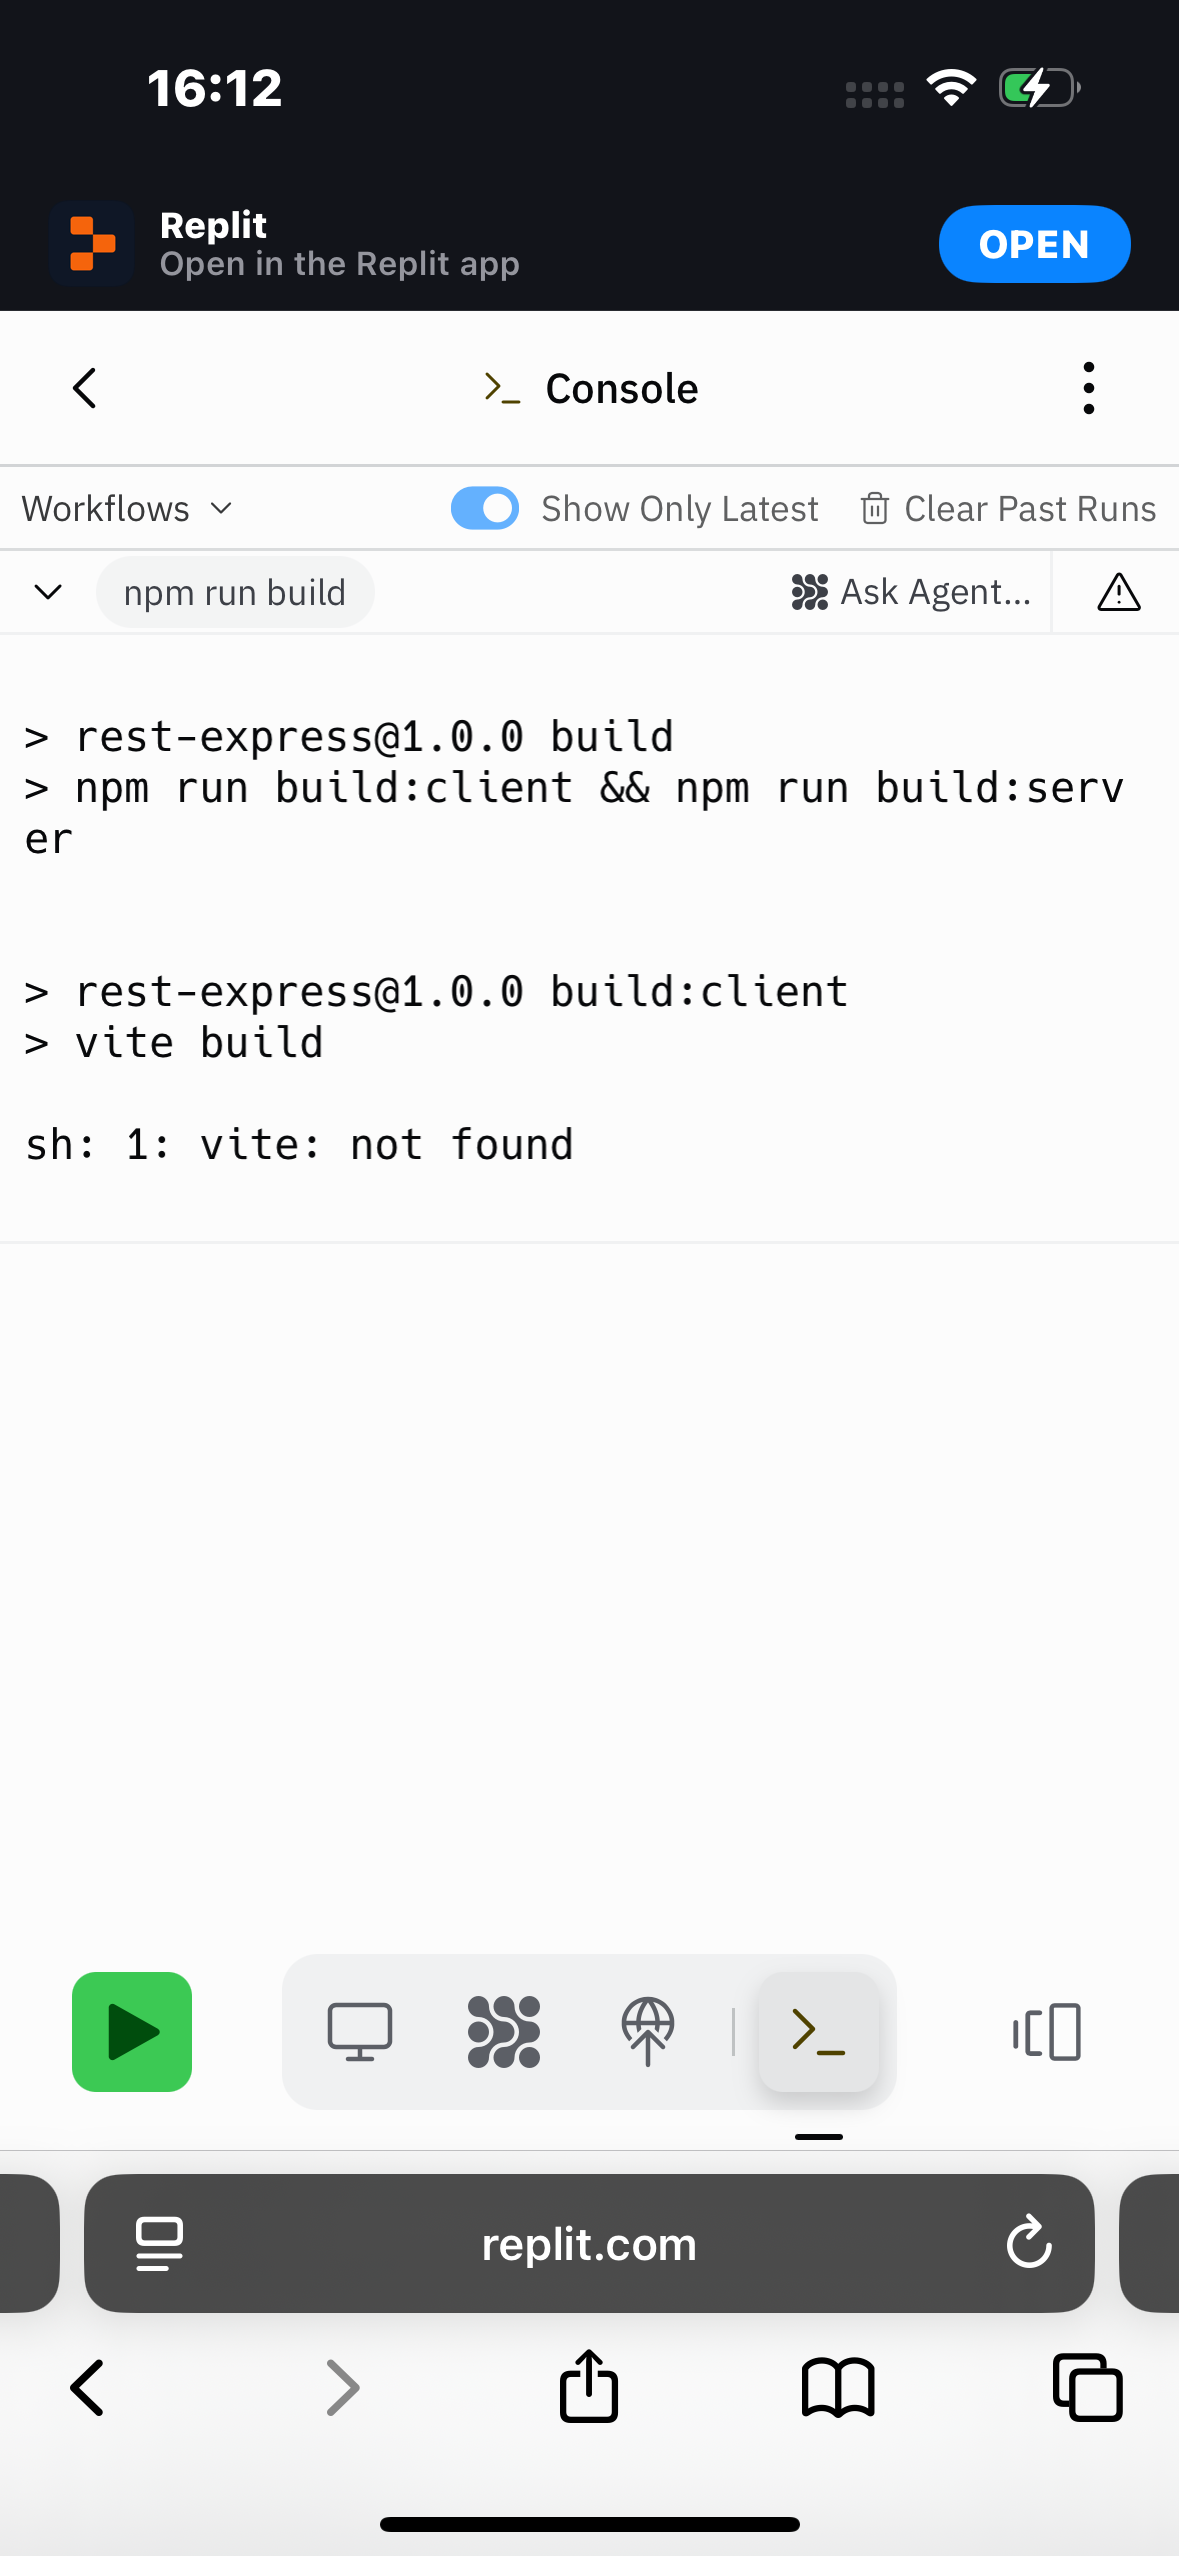 16:12
Replit
Open in the Replit app
OPEN
>_ Console
Workflows
Show Only Latest
Clear Past Runs
npm run build
Ask Agent...
> rest-express@1.0.0 build
> npm run build:client && npm run build:serv
er
> rest-express@1.0.0 build:client
> vite build
sh: 1: vite: not found
replit.com